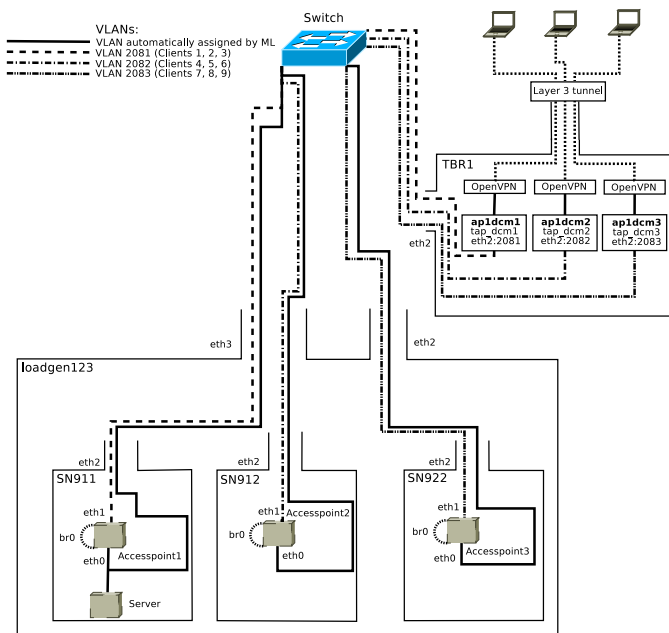 Switch
VLANs:
VLAN automatically assigned by ML
VLAN 2081 (Clients 1, 2, 3)
VLAN 2082 (Clients 4, 5, 6)
VLAN 2083 (Clients 7, 8, 9)
Layer 3 tunnel
TBR1
OpenVPN
OpenVPN
OpenVPN
ap1dcm1
tap_dcm1
eth2:2081
ap1dcm2
tap_dcm2
eth2:2082
ap1dcm3
tap_dcm3
eth2:2083
eth2
eth3
eth2
loadgen123
eth2
SN911
eth1
br0
Accesspoint1
eth0
Server
eth2
SN912
eth1
Accesspoint2
br0
eth0
eth2
SN922
eth1
br0
Accesspoint3
eth0